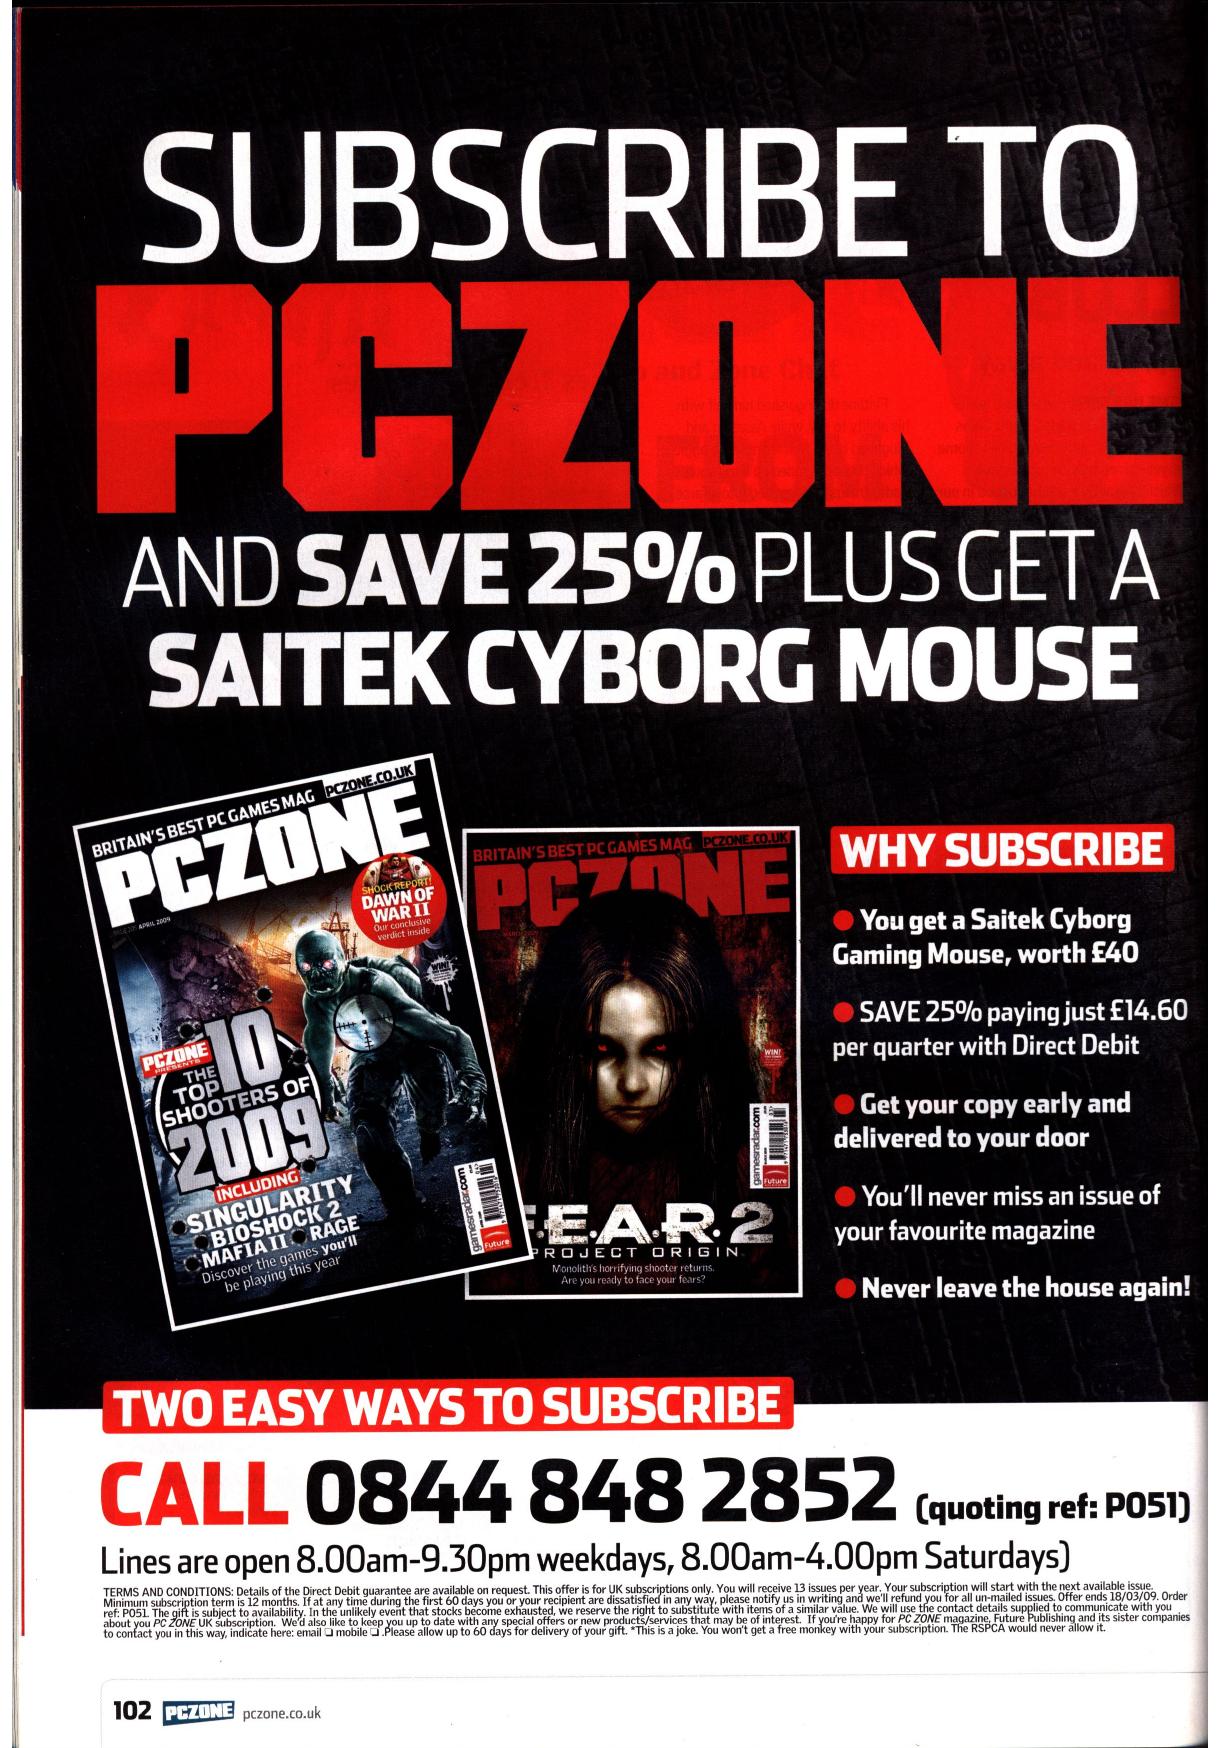 SUBSCRIBE TO
PCZONE
AND SAVE 25% PLUS GET A
SAITEK CYBORG MOUSE
BRITAIN'S BEST PC GAMES MAG PCZONE.CO.UK
PCZONE
APRIL 2009
SHOCK REPORT!
DAWN OF
WAR II
Our conclusive
verdict inside
WIN!
PCZONE
PRESENTS
THE
TOP 10
SHOOTERS OF
2009
INCLUDING
SINGULARITY
BIOSHOCK 2
MAFIA II RAGE
Discover the games you'll
be playing this year
gamesradar.com
Future
BRITAIN'S BEST PC GAMES MAG PCZONE.CO.UK
PCZONE
WIN!
gamesradar.com
Future
F.E.A.R.2
PROJECT ORIGIN
Monolith's horrifying shooter returns.
Are you ready to face your fears?
WHY SUBSCRIBE
● You get a Saitek Cyborg
Gaming Mouse, worth £40
● SAVE 25% paying just £14.60
per quarter with Direct Debit
● Get your copy early and
delivered to your door
● You'll never miss an issue of
your favourite magazine
● Never leave the house again!
TWO EASY WAYS TO SUBSCRIBE
CALL 0844 848 2852 (quoting ref: P051)
Lines are open 8.00am-9.30pm weekdays, 8.00am-4.00pm Saturdays)
TERMS AND CONDITIONS: Details of the Direct Debit guarantee are available on request. This offer is for UK subscriptions only. You will receive 13 issues per year. Your subscription will start with the next available issue.
Minimum subscription term is 12 months. If at any time during the first 60 days you or your recipient are dissatisfied in any way, please notify us in writing and we'll refund you for all un-mailed issues. Offer ends 18/03/09. Order
ref: P051. The gift is subject to availability. In the unlikely event that stocks become exhausted, we reserve the right to substitute with items of a similar value. We will use the contact details supplied to communicate with you
about you PC ZONE UK subscription. We'd also like to keep you up to date with any special offers or new products/services that may be of interest. If you're happy for PC ZONE magazine, Future Publishing and its sister companies
to contact you in this way, indicate here: email ❏ mobile ❏ .Please allow up to 60 days for delivery of your gift. *This is a joke. You won't get a free monkey with your subscription. The RSPCA would never allow it.
102 PCZONE pczone.co.uk